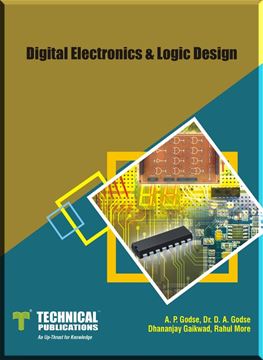 Digital Electronics & Logic Design
A. P. Godse, Dr. D. A. Godse
Dhananjay Gaikwad, Rahul More
TECHNICAL
PUBLICATIONS
An Up-Thrust for Knowledge